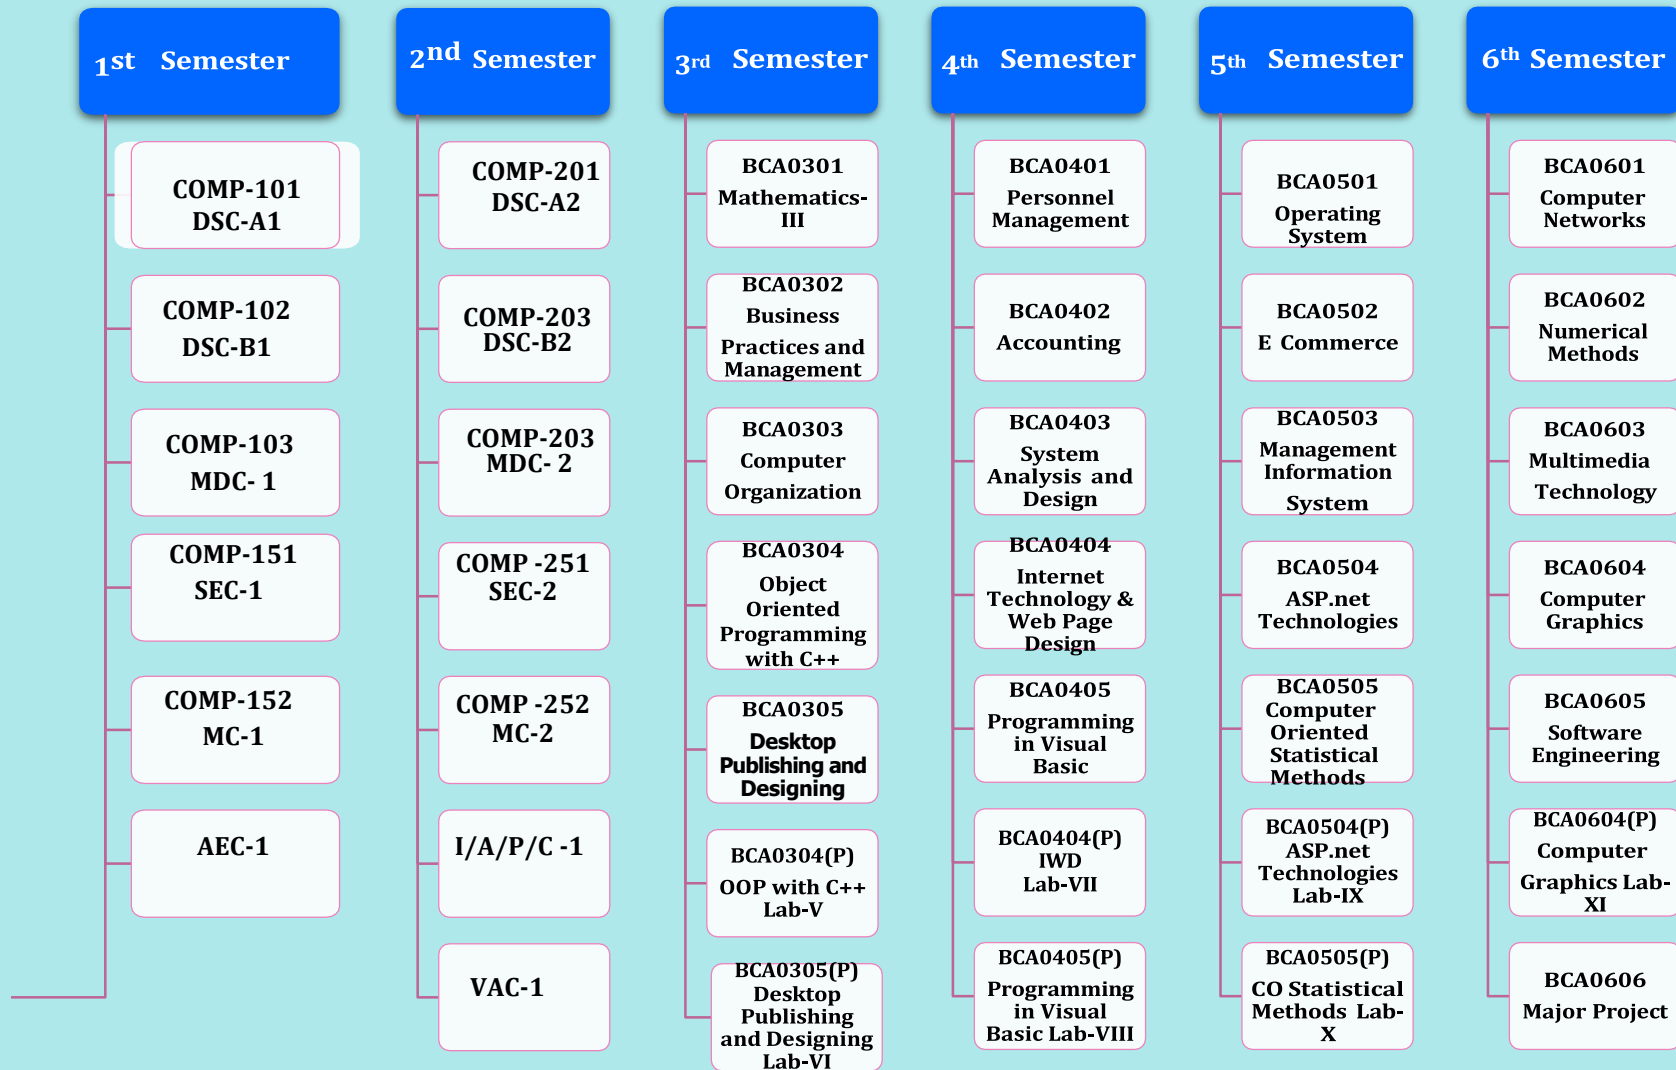 1st Semester
COMP-101
DSC-A1
COMP-102
DSC-B1
COMP-103
MDC- 1
COMP-151
SEC-1
COMP-152
MC-1
AEC-1
2nd Semester
COMP-201
DSC-A2
COMP-203
DSC-B2
COMP-203
MDC- 2
COMP -251
SEC-2
COMP -252
MC-2
I/A/P/C -1
VAC-1
3rd Semester
BCA0301
Mathematics-
III
BCA0302
Business
Practices and
Management
BCA0303
Computer
Organization
BCA0304
Object
Oriented
Programming
with C++
BCA0305
Desktop
Publishing and
Designing
BCA0304(P)
OOP with C++
Lab-V
BCA0305(P)
Desktop
Publishing
and Designing
Lab-VI
4th Semester
BCA0401
Personnel
Management
BCA0402
Accounting
BCA0403
System
Analysis and
Design
BCA0404
Internet
Technology &
Web Page
Design
BCA0405
Programming
in Visual
Basic
BCA0404(P)
IWD
Lab-VII
BCA0405(P)
Programming
in Visual
Basic Lab-VIII
5th Semester
BCA0501
Operating
System
BCA0502
E Commerce
BCA0503
Management
Information
System
BCA0504
ASP.net
Technologies
BCA0505
Computer
Oriented
Statistical
Methods
BCA0504(P)
ASP.net
Technologies
Lab-IX
BCA0505(P)
CO Statistical
Methods Lab-
X
6th Semester
BCA0601
Computer
Networks
BCA0602
Numerical
Methods
BCA0603
Multimedia
Technology
BCA0604
Computer
Graphics
BCA0605
Software
Engineering
BCA0604(P)
Computer
Graphics Lab-
XI
BCA0606
Major Project